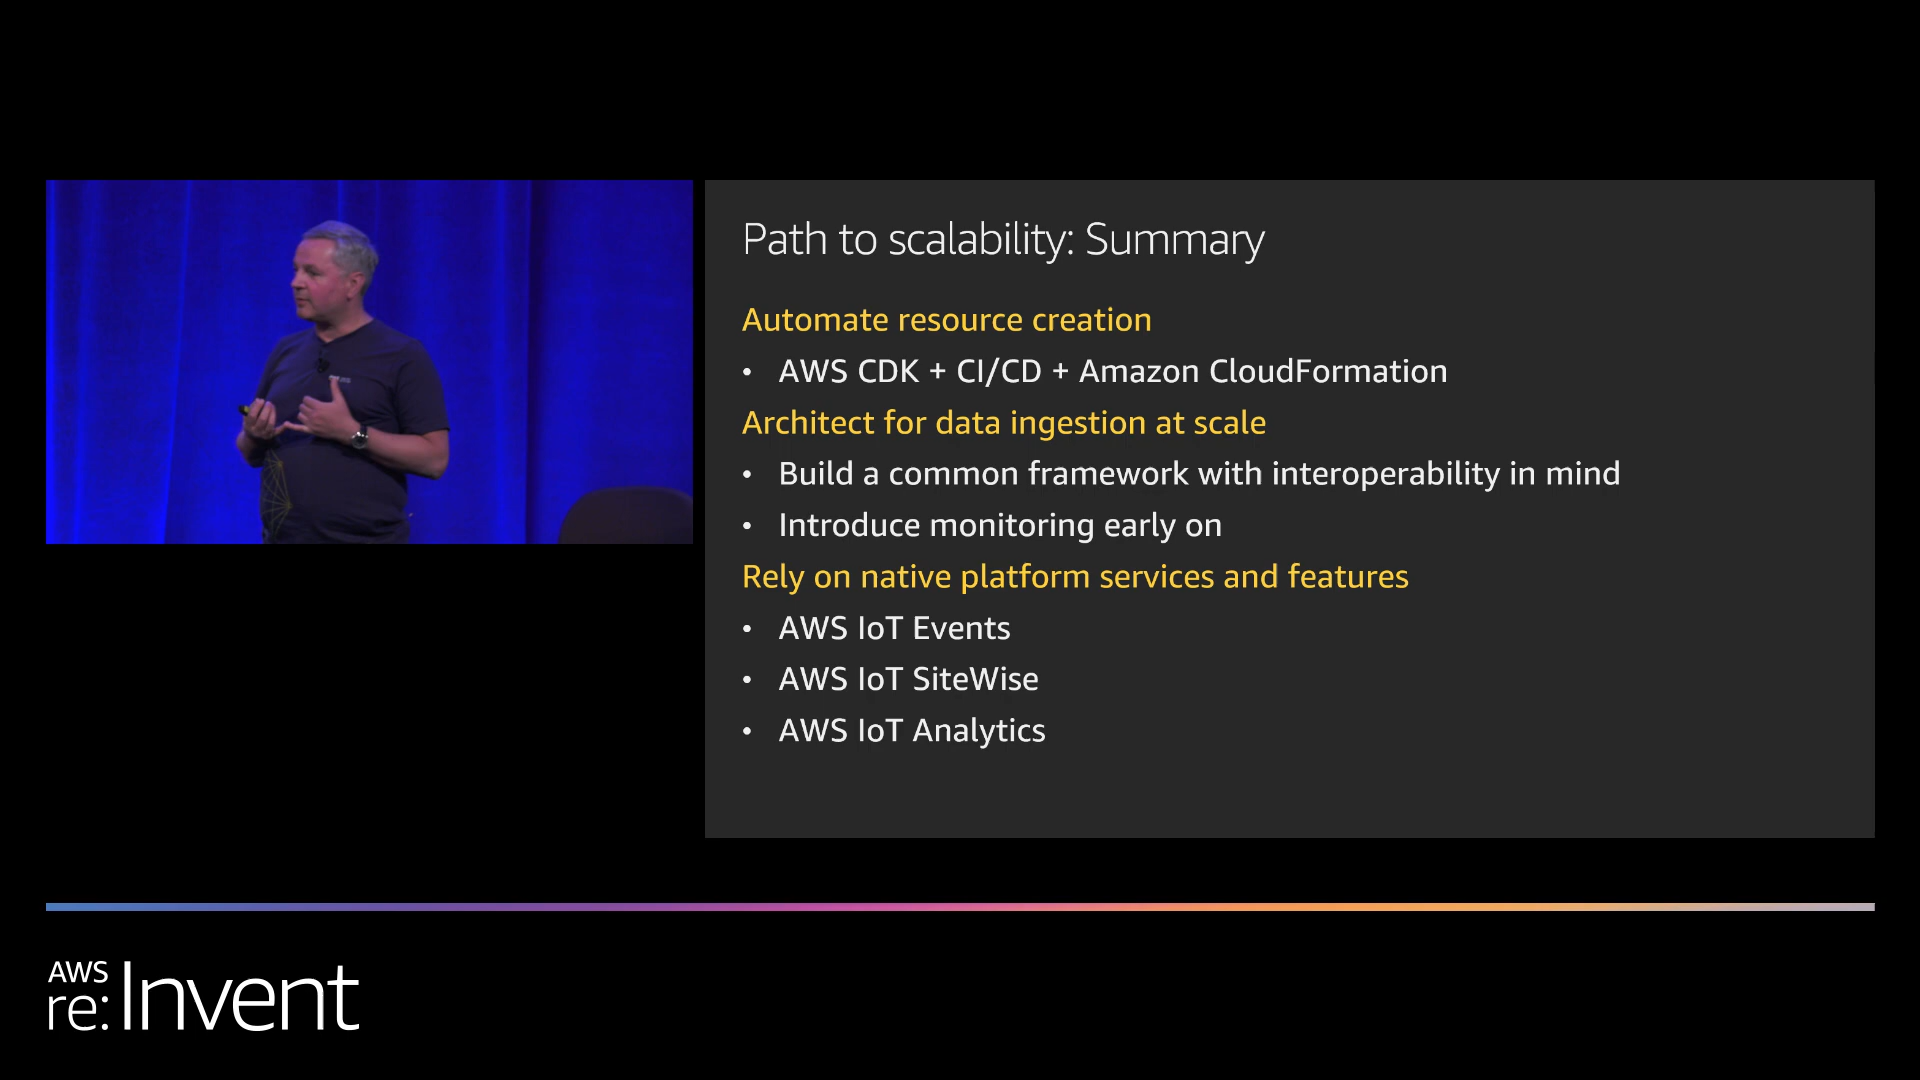 Path to scalability: Summary
Automate resource creation
• AWS CDK + CI/CD + Amazon CloudFormation
Architect for data ingestion at scale
• Build a common framework with interoperability in mind
• Introduce monitoring early on
Rely on native platform services and features
• AWS IoT Events
• AWS IoT SiteWise
• AWS IoT Analytics
AWS
re:Invent